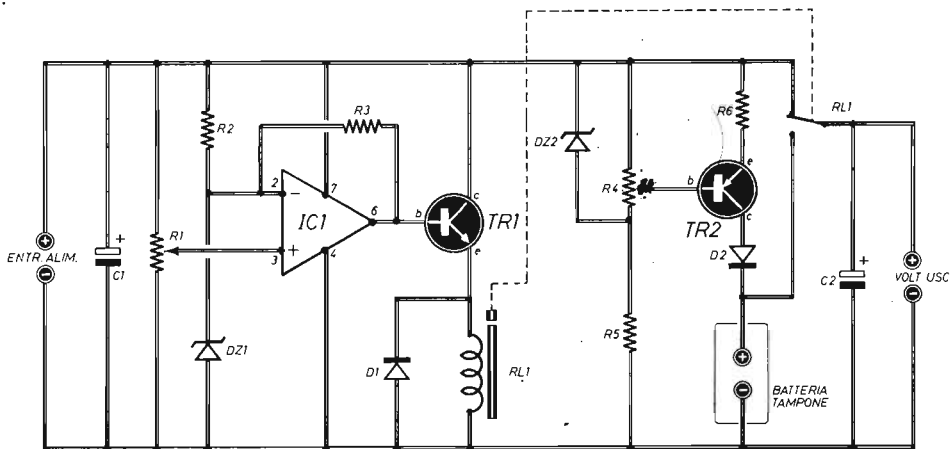 RL1
R3
R2
R6
DZ2
2
7
R4
b
e
IC1
6
b
c
TR1
TR2
c
R1
3
4
e
D2
ENTR. ALIM.
+
C1
+
C2
VOLT USC
DZ1
R5
D1
RL1
BATTERIA
TAMPONE